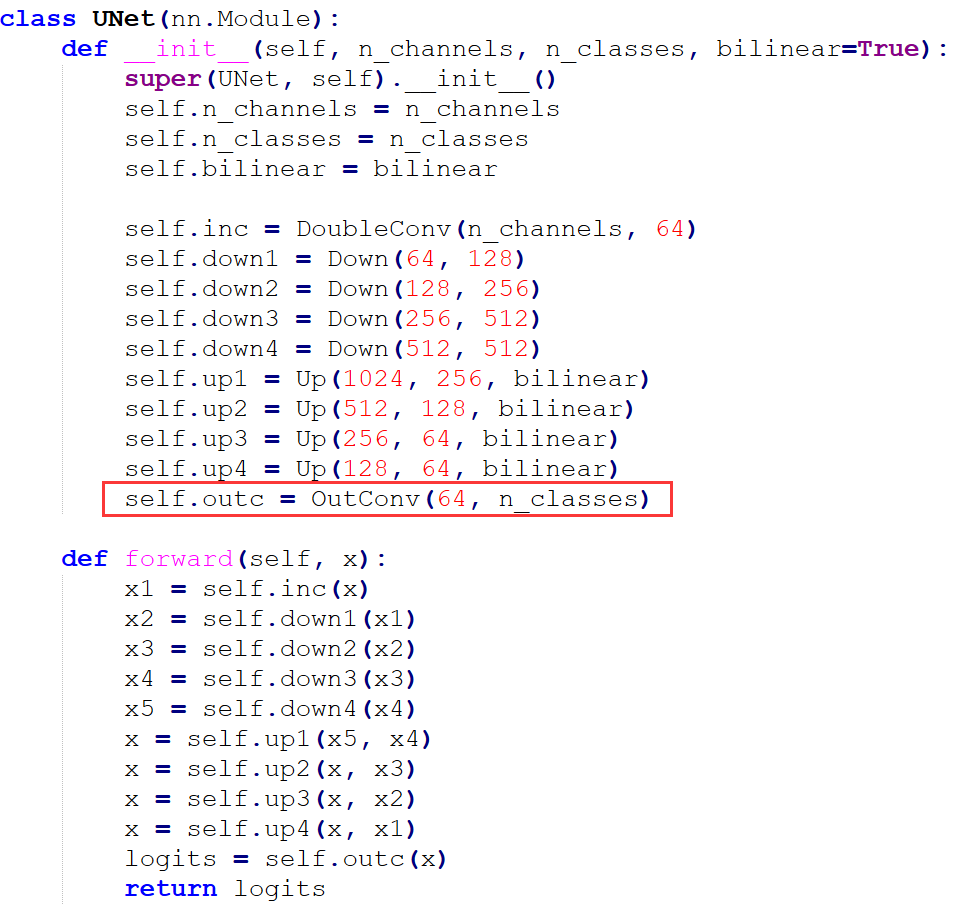 class UNet(nn.Module):
    def __init__(self, n_channels, n_classes, bilinear=True):
        super(UNet, self).__init__()
        self.n_channels = n_channels
        self.n_classes = n_classes
        self.bilinear = bilinear

        self.inc = DoubleConv(n_channels, 64)
        self.down1 = Down(64, 128)
        self.down2 = Down(128, 256)
        self.down3 = Down(256, 512)
        self.down4 = Down(512, 512)
        self.up1 = Up(1024, 256, bilinear)
        self.up2 = Up(512, 128, bilinear)
        self.up3 = Up(256, 64, bilinear)
        self.up4 = Up(128, 64, bilinear)
        self.outc = OutConv(64, n_classes)

    def forward(self, x):
        x1 = self.inc(x)
        x2 = self.down1(x1)
        x3 = self.down2(x2)
        x4 = self.down3(x3)
        x5 = self.down4(x4)
        x = self.up1(x5, x4)
        x = self.up2(x, x3)
        x = self.up3(x, x2)
        x = self.up4(x, x1)
        logits = self.outc(x)
        return logits